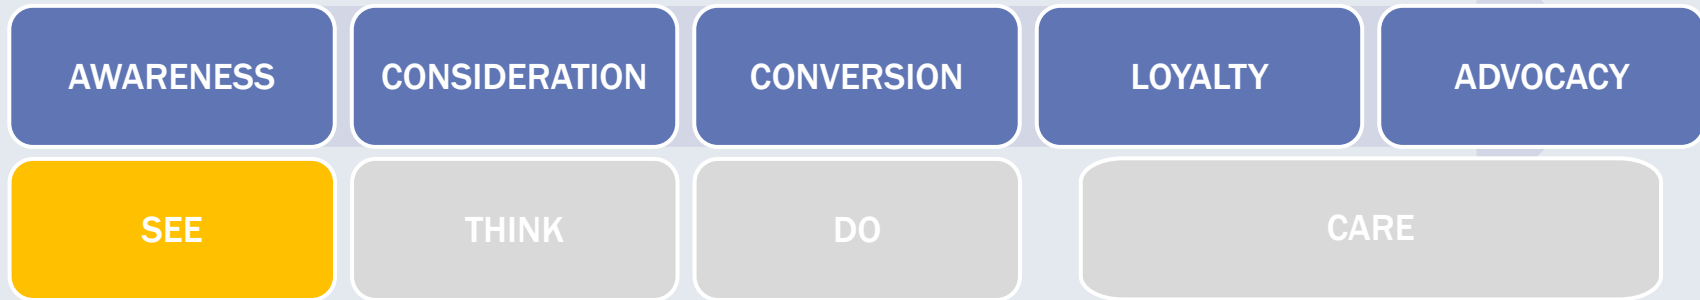 AWARENESS
CONSIDERATION
CONVERSION
LOYALTY
ADVOCACY
SEE
THINK
DO
CARE